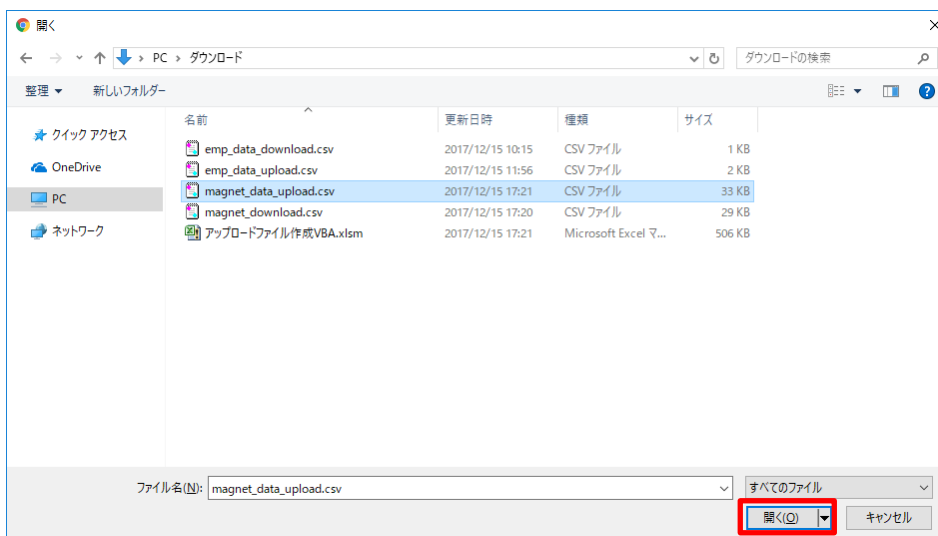 開く
PC › ダウンロード ダウンロードの検索
整理 新しいフォルダー
名前 更新日時 種類 サイズ
クイック アクセス
OneDrive
PC
ネットワーク
emp_data_download.csv 2017/12/15 10:15 CSV ファイル 1 KB
emp_data_upload.csv 2017/12/15 11:56 CSV ファイル 2 KB
magnet_data_upload.csv 2017/12/15 17:21 CSV ファイル 33 KB
magnet_download.csv 2017/12/15 17:20 CSV ファイル 29 KB
アップロードファイル作成VBA.xlsm 2017/12/15 17:21 Microsoft Excel マ... 506 KB
ファイル名(N): magnet_data_upload.csv すべてのファイル
開く(O) キャンセル